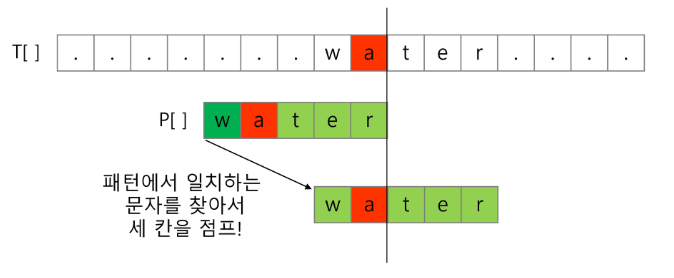 T[ ] . . . . . . . w a t e r . . . .
P[ ] w a t e r
w a t e r
패턴에서 일치하는
문자를 찾아서
세 칸을 점프!